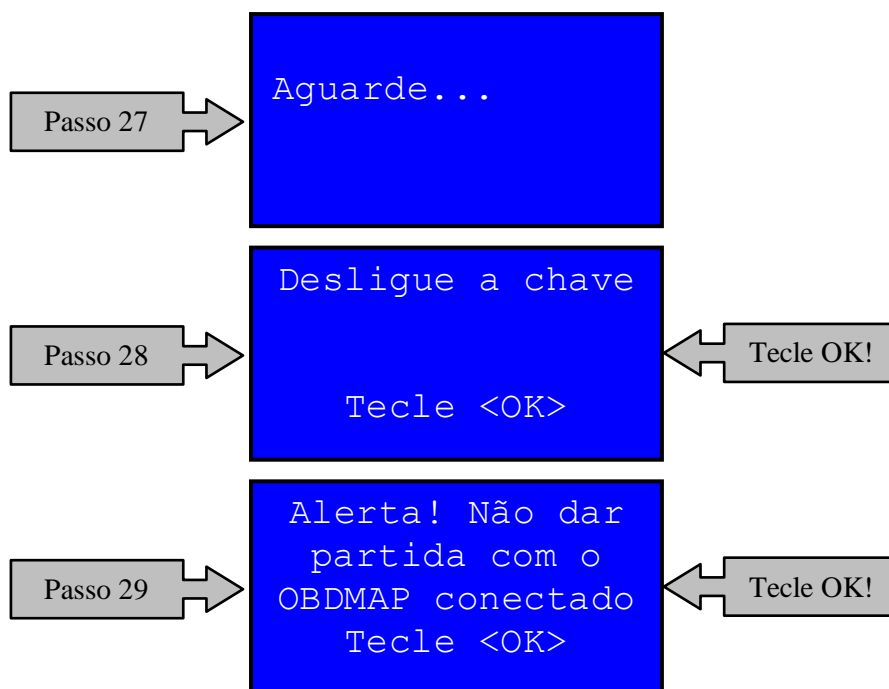 Passo 27
Aguarde...
Passo 28
Desligue a chave
Tecle <OK>
Tecle OK!
Passo 29
Alerta! Não dar
partida com o
OBDMAP conectado
Tecle <OK>
Tecle OK!